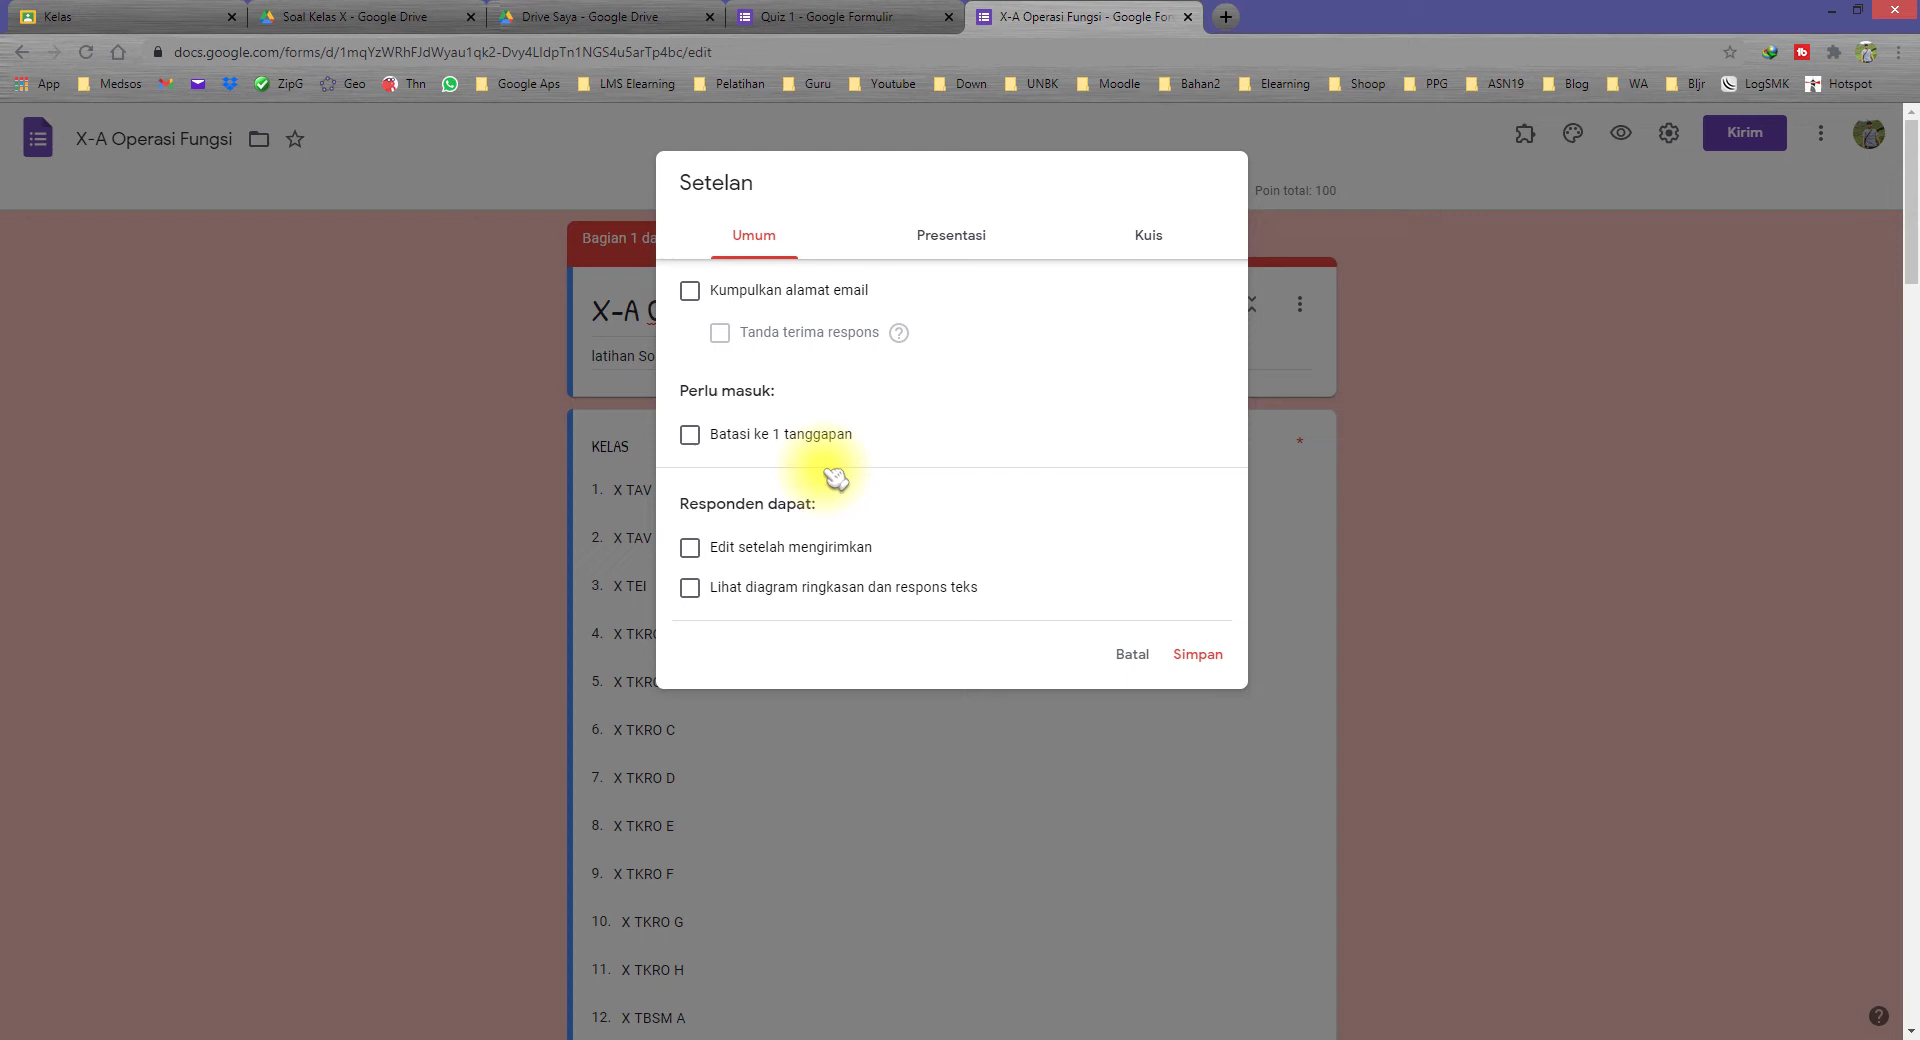 Kelas
Soal Kelas X - Google Drive
Drive Saya - Google Drive
Quiz 1 - Google Formulir
X-A Operasi Fungsi - Google For
docs.google.com/forms/d/1mqYzWRhFJdWyau1qk2-Dvy4LIdpTn1NGS4u5arTp4bc/edit
App Medsos ZipG Geo Thn Google Aps LMS Elearning Pelatihan Guru Youtube Down UNBK Moodle Bahan2 Elearning Shoop PPG ASN19 Blog WA Bljr LogSMK Hotspot
X-A Operasi Fungsi
Kirim
Poin total: 100
Setelan
Umum Presentasi Kuis
Kumpulkan alamat email
Tanda terima respons ?
Perlu masuk:
Batasi ke 1 tanggapan
Responden dapat:
Edit setelah mengirimkan
Lihat diagram ringkasan dan respons teks
Batal Simpan
Bagian 1 da
X-A
latihan So
KELAS *
1. X TAV
2. X TAV
3. X TEI
4. X TKRO
5. X TKRO
6. X TKRO C
7. X TKRO D
8. X TKRO E
9. X TKRO F
10. X TKRO G
11. X TKRO H
12. X TBSM A